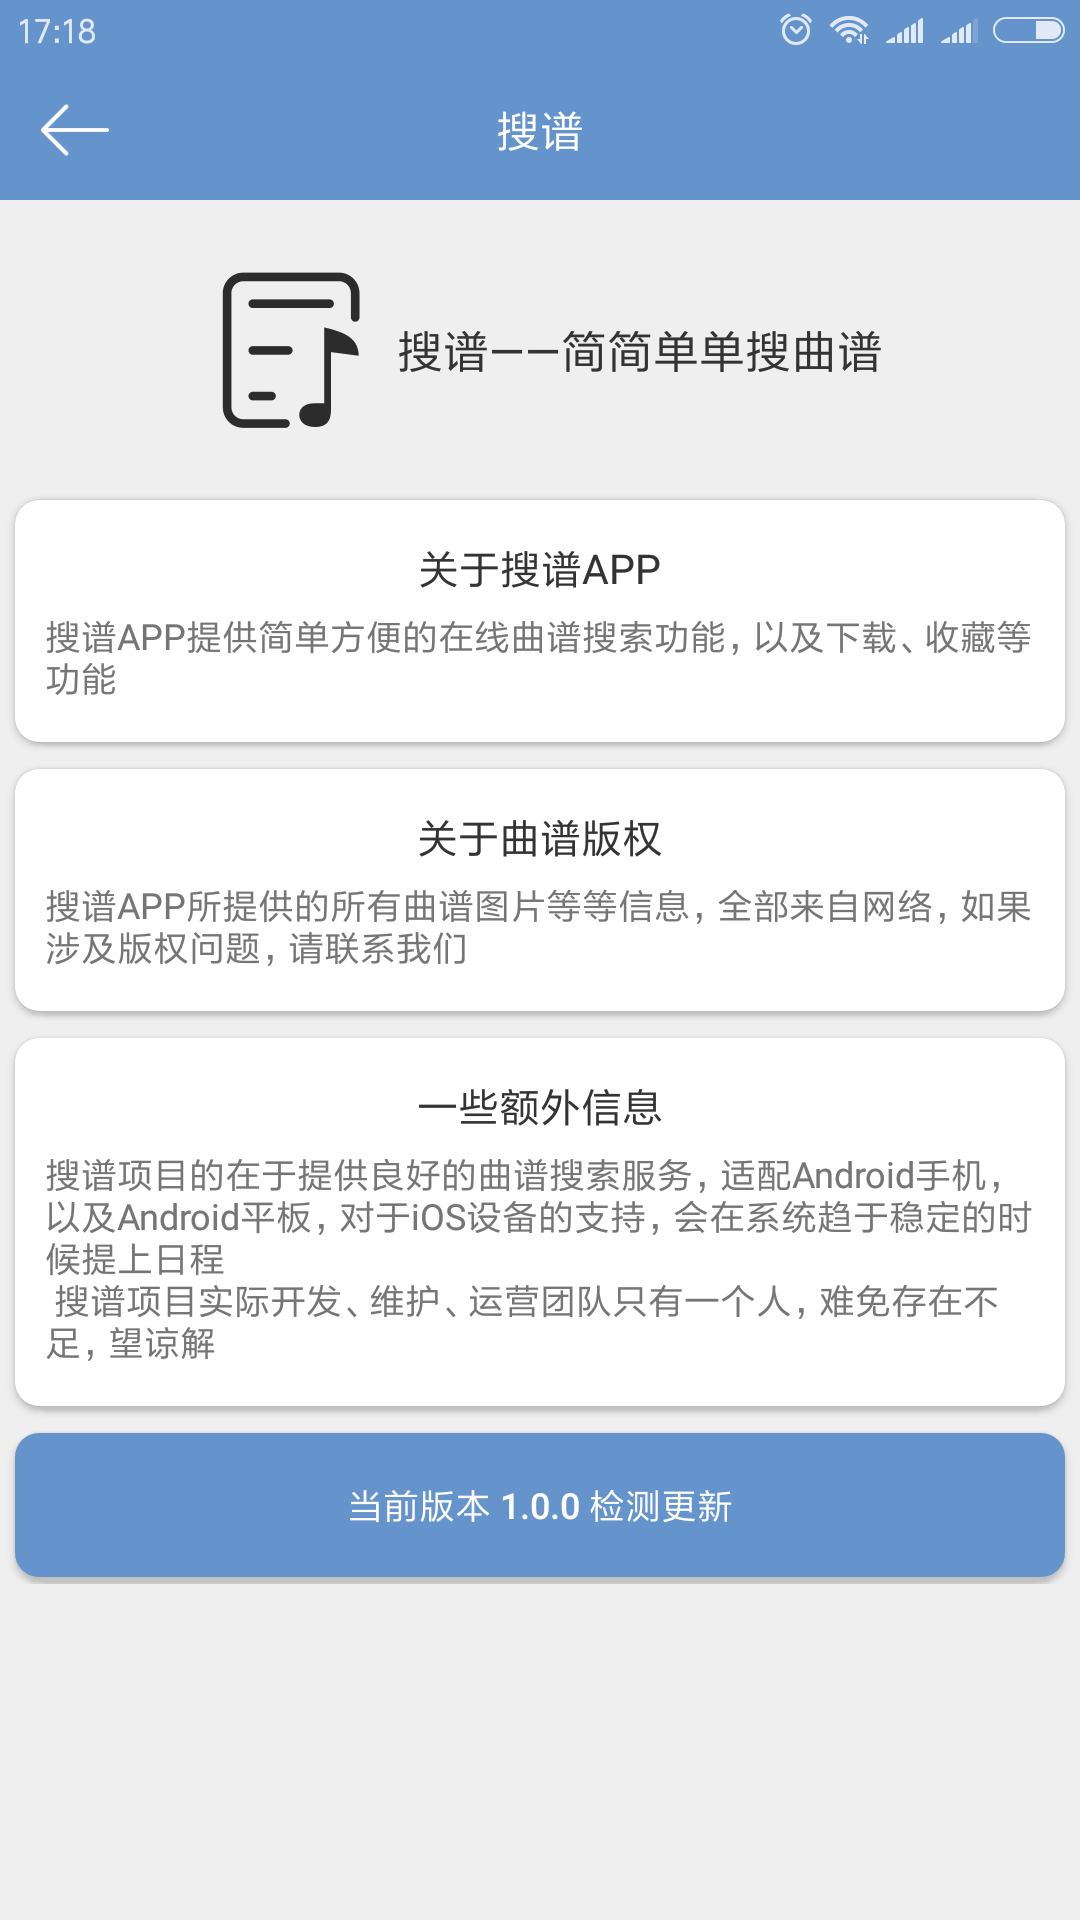 17:18
搜谱
搜谱——简简单单搜曲谱
关于搜谱APP
搜谱APP提供简单方便的在线曲谱搜索功能，以及下载、收藏等
功能
关于曲谱版权
搜谱APP所提供的所有曲谱图片等等信息，全部来自网络，如果
涉及版权问题，请联系我们
一些额外信息
搜谱项目的在于提供良好的曲谱搜索服务，适配Android手机，
以及Android平板，对于iOS设备的支持，会在系统趋于稳定的时
候提上日程
搜谱项目实际开发、维护、运营团队只有一个人，难免存在不
足，望谅解
当前版本 1.0.0 检测更新